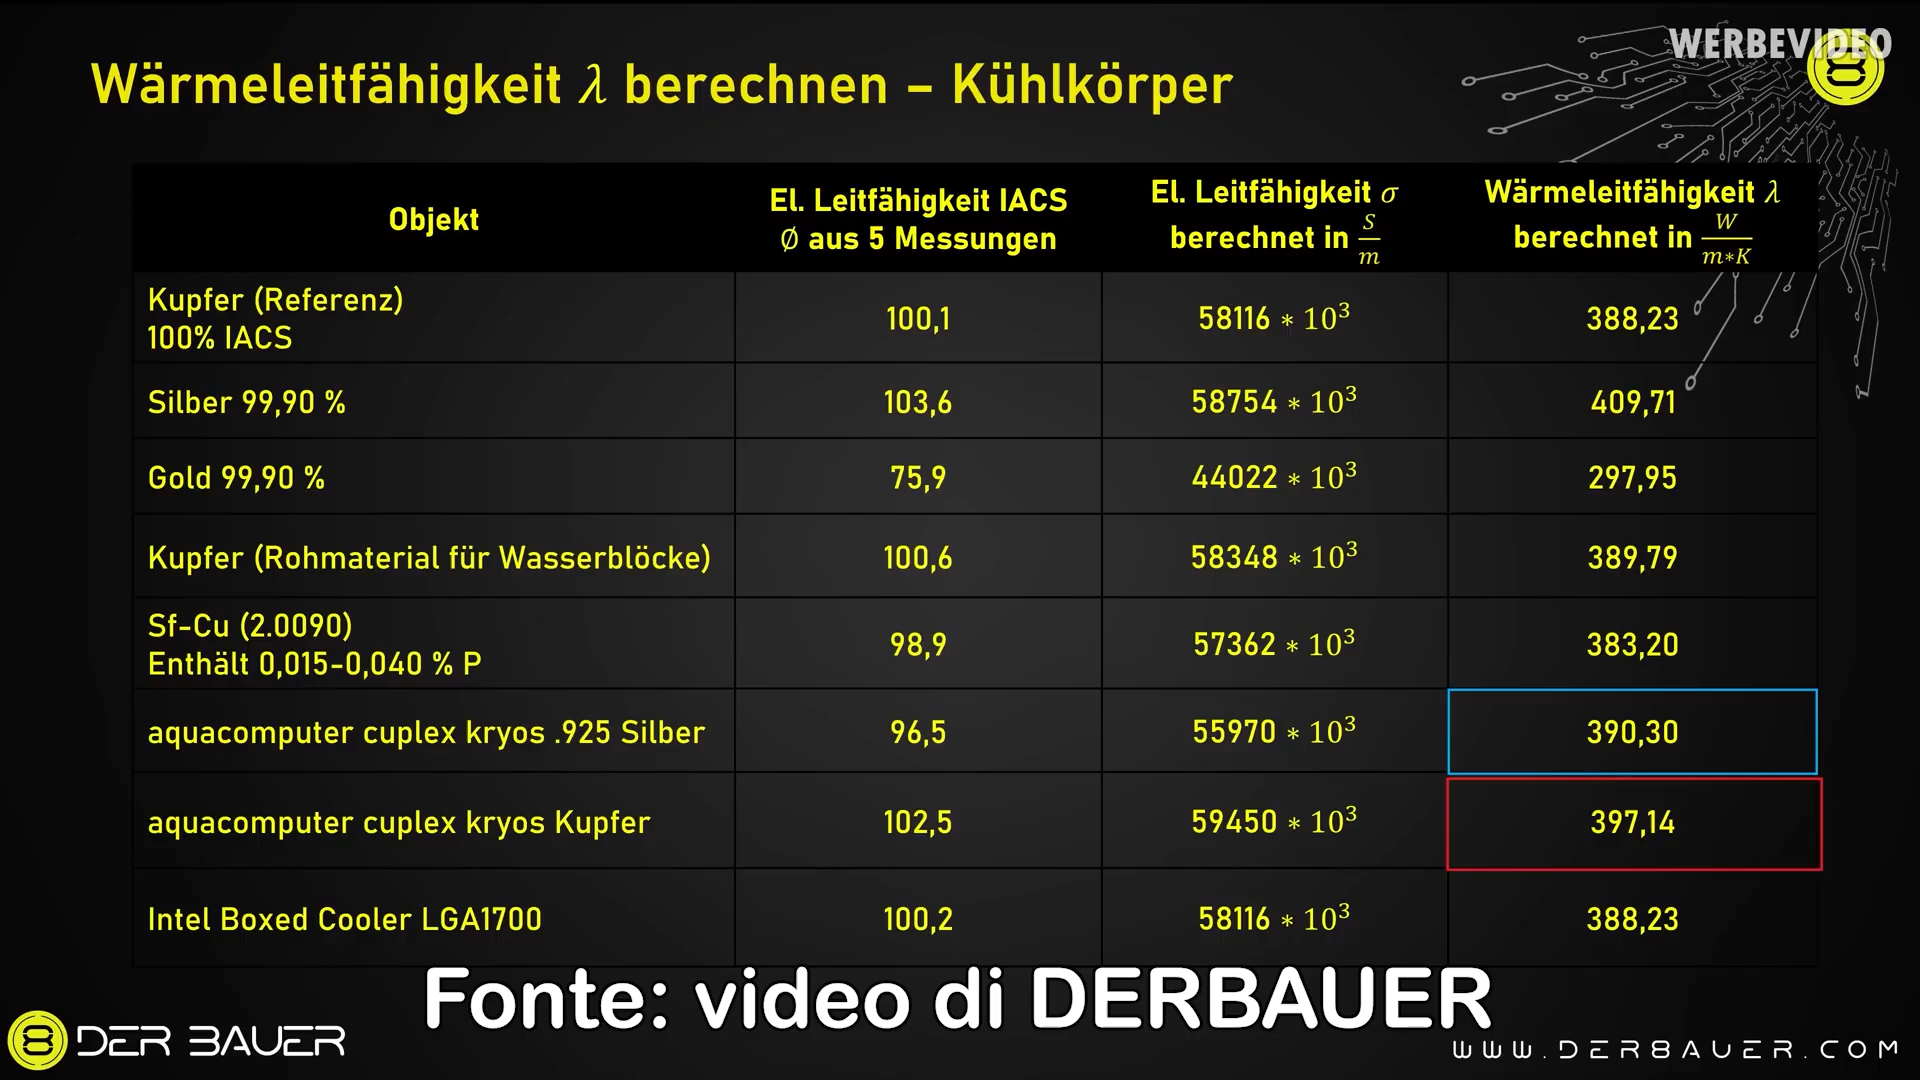 WERBEVIDEO
Wärmeleitfähigkeit λ berechnen – Kühlkörper
Objekt
El. Leitfähigkeit IACS
Ø aus 5 Messungen
El. Leitfähigkeit σ
berechnet in S/m
Wärmeleitfähigkeit λ
berechnet in W/m∗K
Kupfer (Referenz)
100% IACS
100,1
58116 ∗ 10³
388,23
Silber 99,90 %
103,6
58754 ∗ 10³
409,71
Gold 99,90 %
75,9
44022 ∗ 10³
297,95
Kupfer (Rohmaterial für Wasserblöcke)
100,6
58348 ∗ 10³
389,79
Sf-Cu (2.0090)
Enthält 0,015-0,040 % P
98,9
57362 ∗ 10³
383,20
aquacomputer cuplex kryos .925 Silber
96,5
55970 ∗ 10³
390,30
aquacomputer cuplex kryos Kupfer
102,5
59450 ∗ 10³
397,14
Intel Boxed Cooler LGA1700
100,2
58116 ∗ 10³
388,23
Fonte: video di DERBAUER
DER BAUER
WWW.DER8AUER.COM